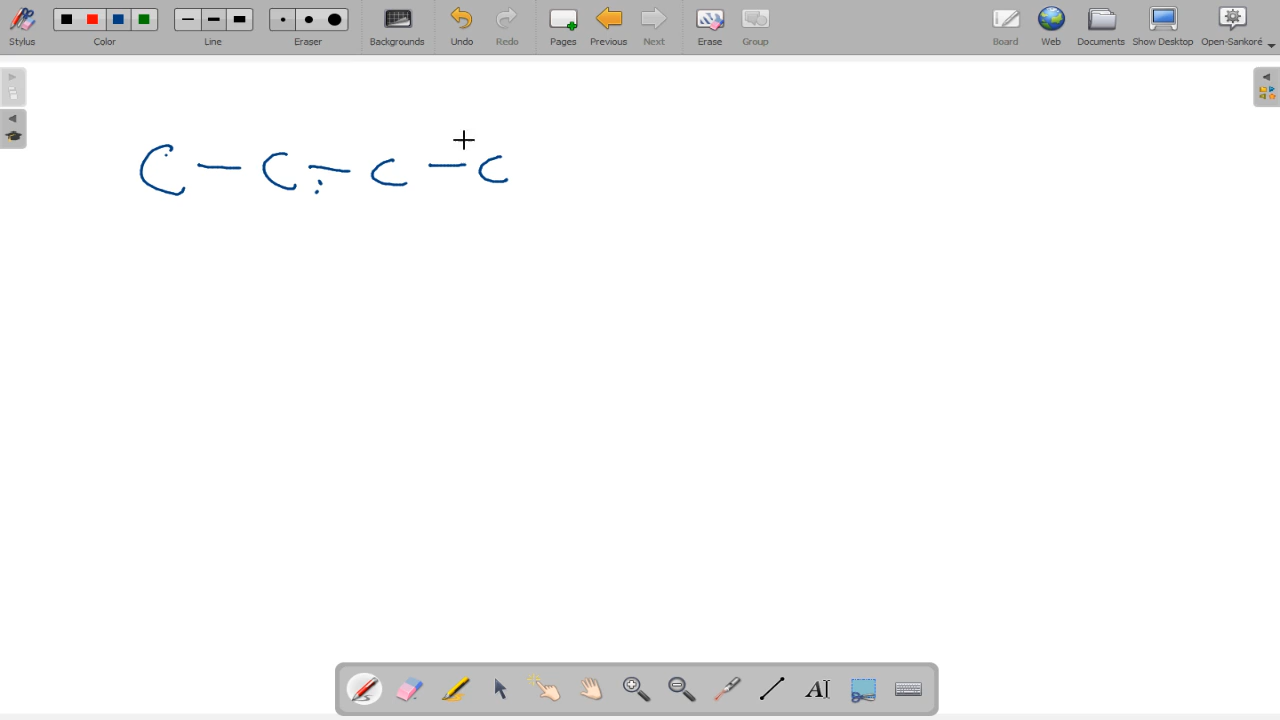 Stylus Color Line Eraser Backgrounds Undo Redo Pages Previous Next Erase Group Board Web Documents Show Desktop Open-Sankoré
C - C - C - C
AI